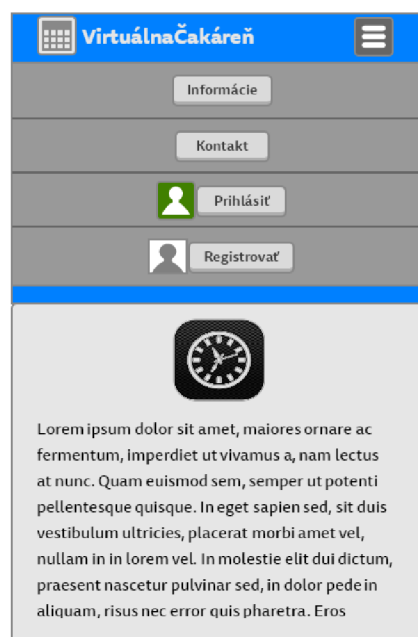 VirtuálnaČakáreň
Informácie
Kontakt
Prihlásiť
Registrovať
Lorem ipsum dolor sit amet, maiores ornare ac
fermentum, imperdiet ut vivamus a, nam lectus
at nunc. Quam euismod sem, semper ut potenti
pellentesque quisque. In eget sapien sed, sit duis
vestibulum ultricies, placerat morbi amet vel,
nullam in in lorem vel. In molestie elit dui dictum,
praesent nascetur pulvinar sed, in dolor pede in
aliquam, risus nec error quis pharetra. Eros